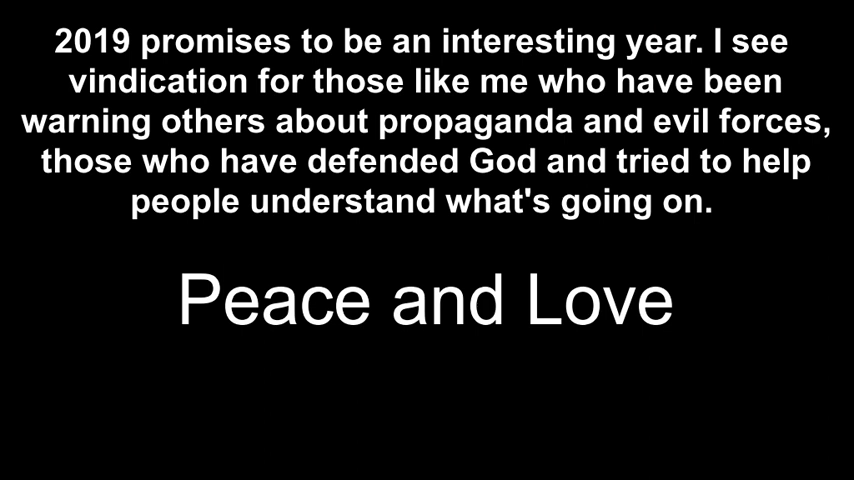 2019 promises to be an interesting year. I see
vindication for those like me who have been
warning others about propaganda and evil forces,
those who have defended God and tried to help
people understand what's going on.
Peace and Love